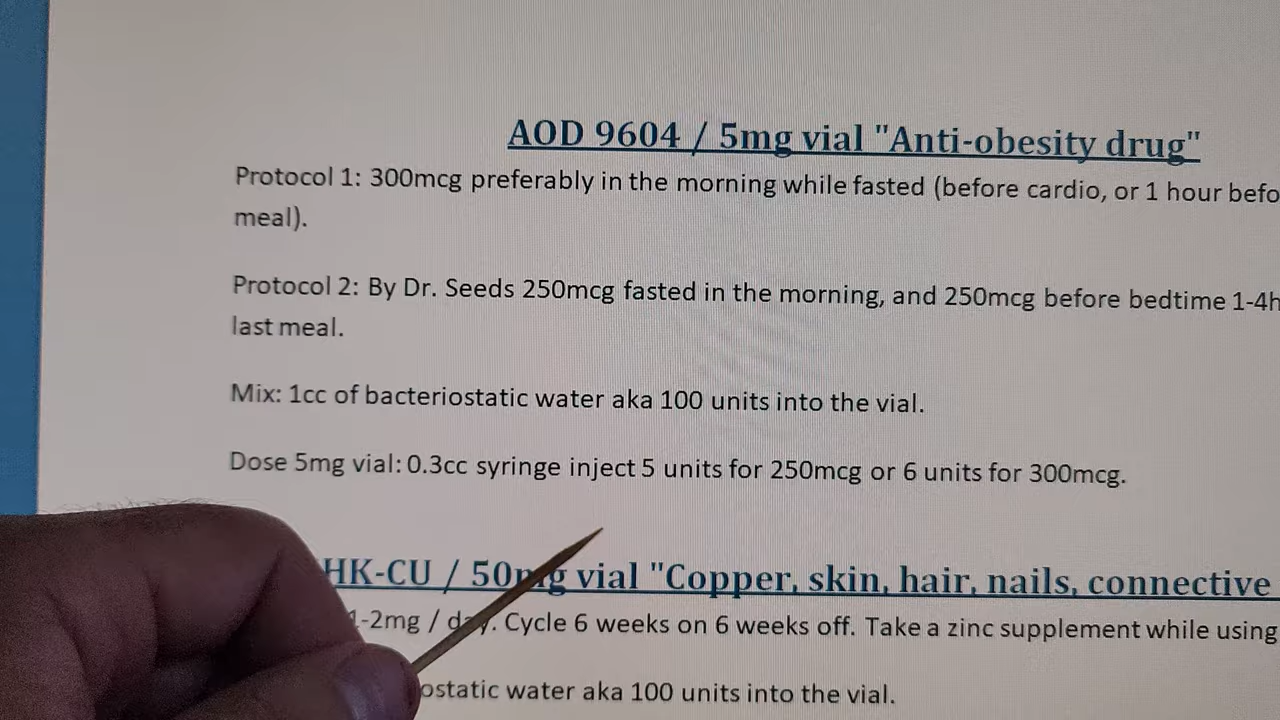 AOD 9604 / 5mg vial "Anti-obesity drug"
Protocol 1: 300mcg preferably in the morning while fasted (before cardio, or 1 hour befo
meal).
Protocol 2: By Dr. Seeds 250mcg fasted in the morning, and 250mcg before bedtime 1-4h
last meal.
Mix: 1cc of bacteriostatic water aka 100 units into the vial.
Dose 5mg vial: 0.3cc syringe inject 5 units for 250mcg or 6 units for 300mcg.
HK-CU / 50mg vial "Copper, skin, hair, nails, connective
1-2mg / day. Cycle 6 weeks on 6 weeks off. Take a zinc supplement while using
ostatic water aka 100 units into the vial.